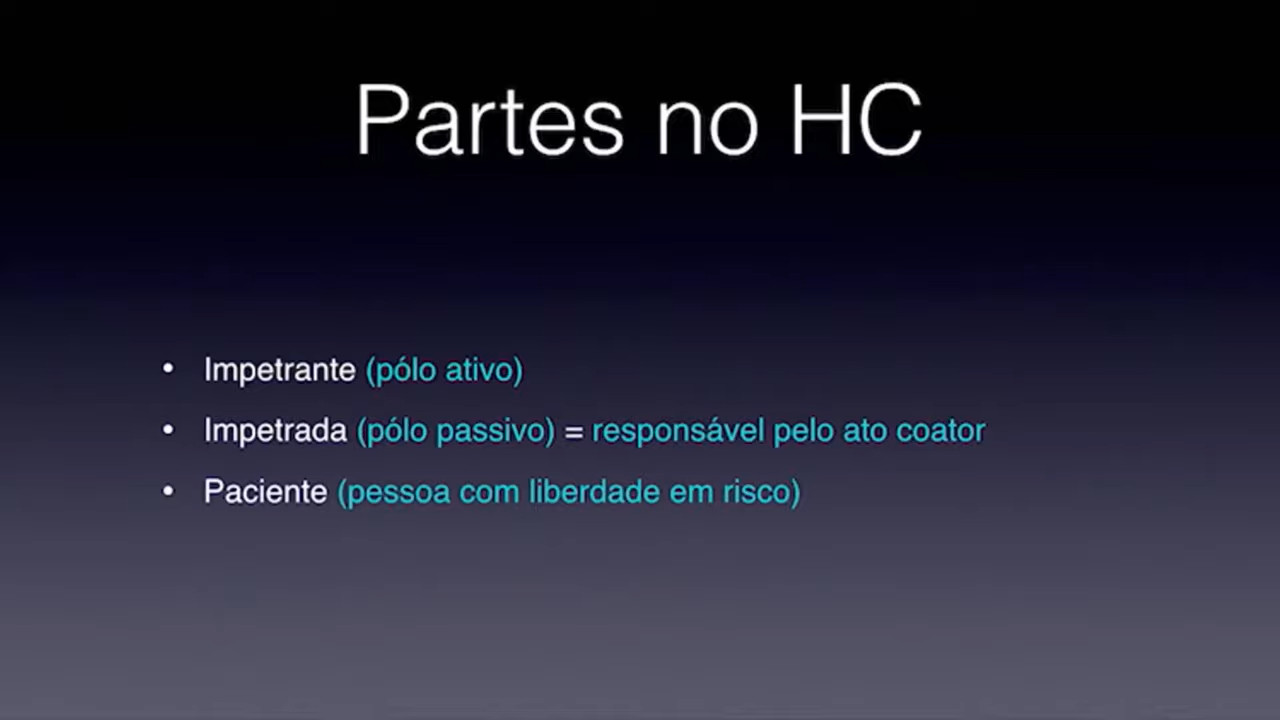 Partes no HC
• Impetrante (pólo ativo)
• Impetrada (pólo passivo) = responsável pelo ato coator
• Paciente (pessoa com liberdade em risco)